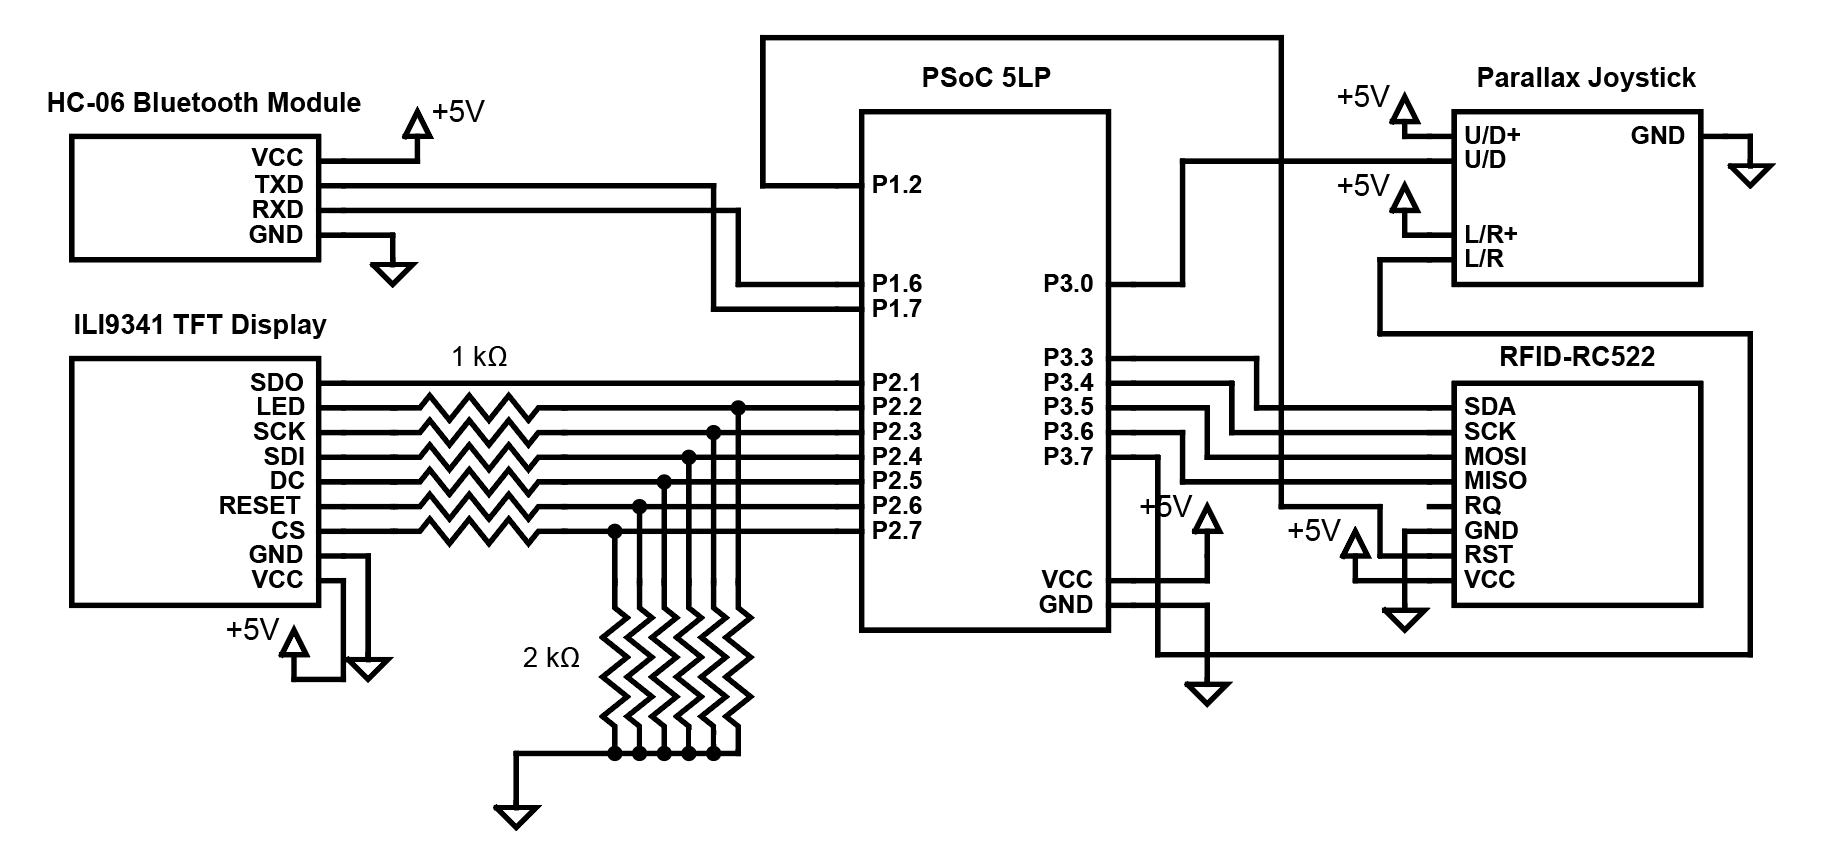 HC-06 Bluetooth Module
+5V
VCC
TXD
RXD
GND
ILI9341 TFT Display
1 kΩ
SDO
LED
SCK
SDI
DC
RESET
CS
GND
VCC
+5V
2 kΩ
PSoC 5LP
P1.2
P1.6
P1.7
P2.1
P2.2
P2.3
P2.4
P2.5
P2.6
P2.7
P3.0
P3.3
P3.4
P3.5
P3.6
P3.7
VCC
GND
+5V
Parallax Joystick
+5V
U/D+
GND
U/D
+5V
L/R+
L/R
RFID-RC522
SDA
SCK
MOSI
MISO
RQ
GND
RST
VCC
+5V